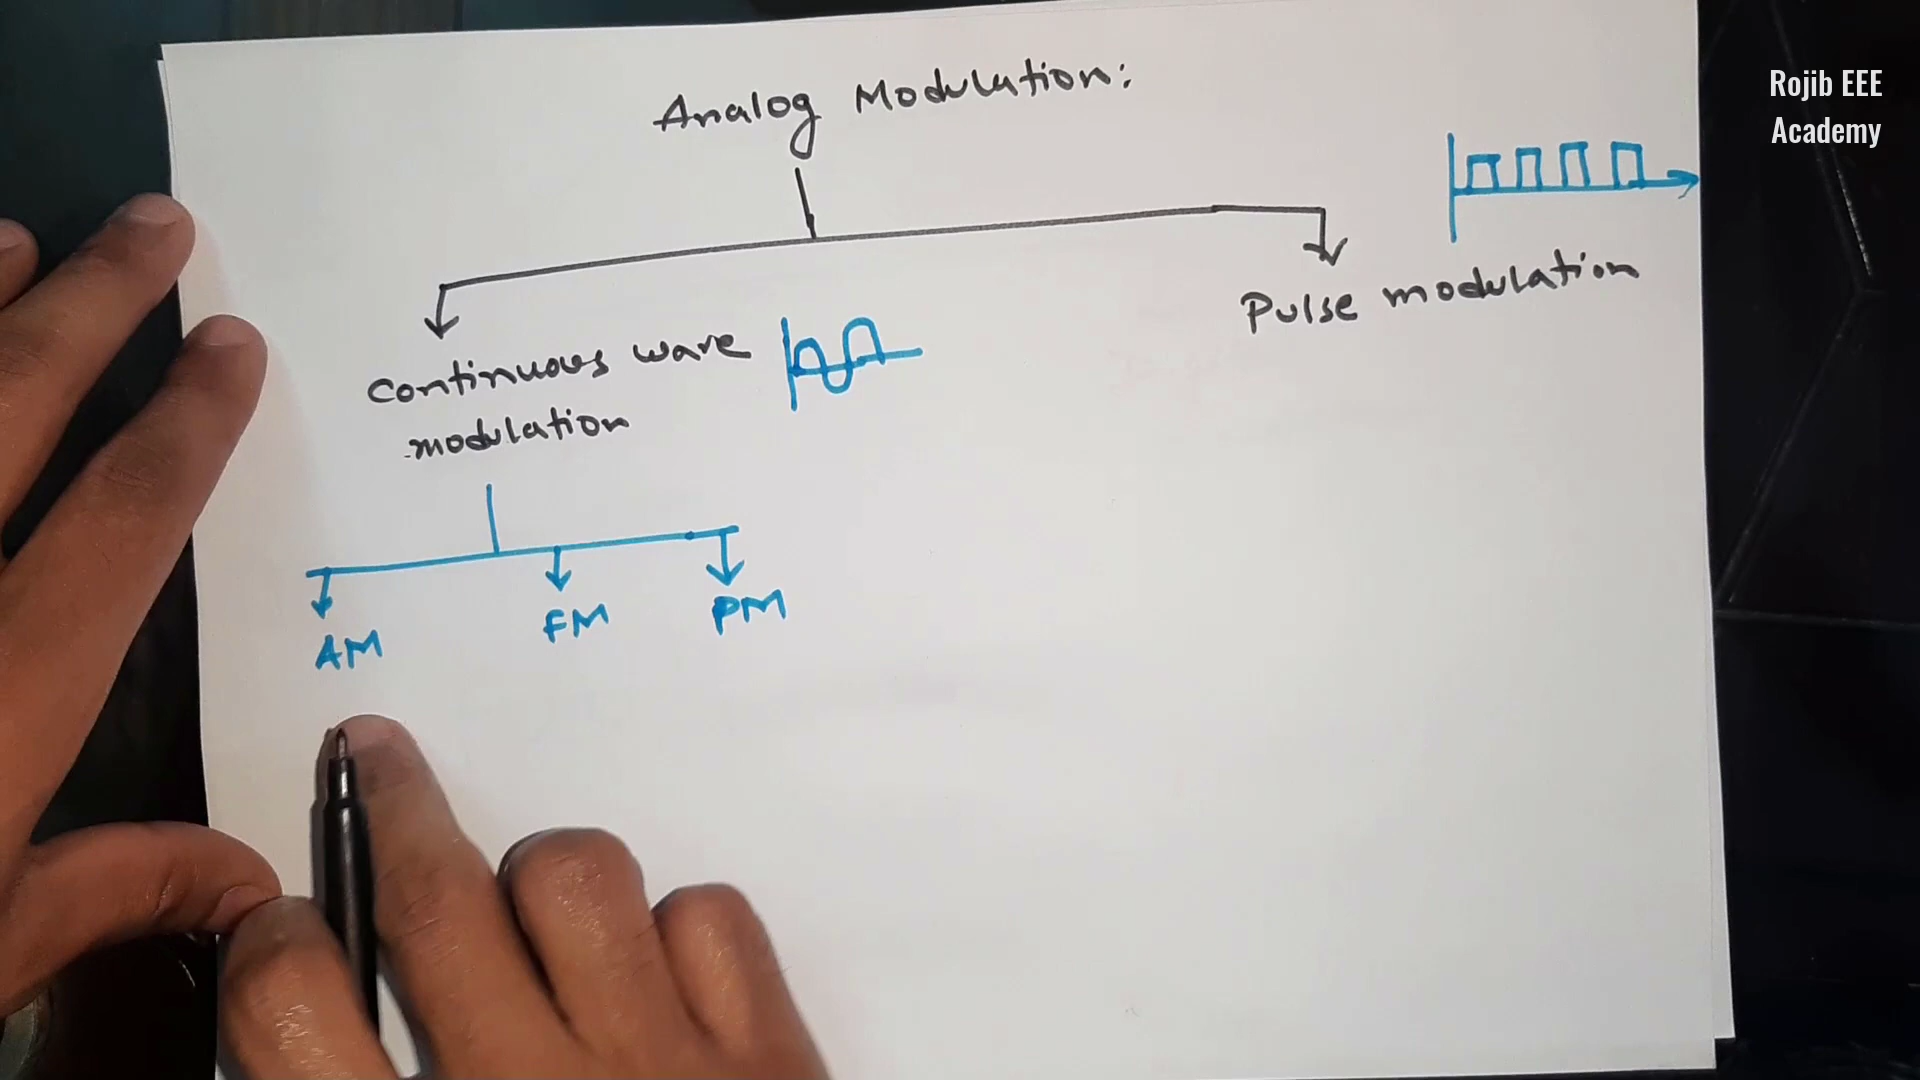 Analog Modulation:
Rojib EEE
Academy
Pulse modulation
Continuous wave
modulation
AM
FM
PM